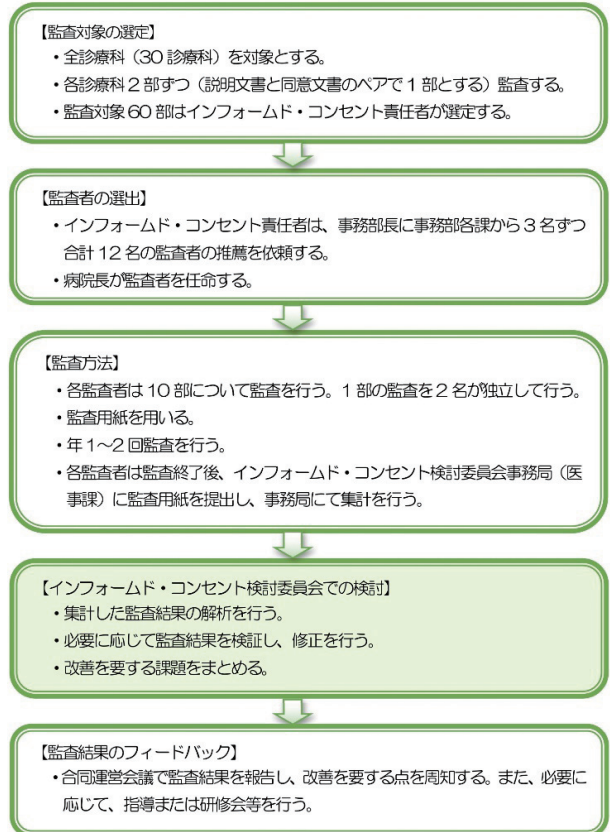 【監査対象の選定】
・全診療科（30 診療科）を対象とする。
・各診療科2部ずつ（説明文書と同意文書のペアで1部とする）監査する。
・監査対象60部はインフォームド・コンセント責任者が選定する。
【監査者の選出】
・インフォームド・コンセント責任者は、事務部長に事務部各課から3名ずつ
合計12名の監査者の推薦を依頼する。
・病院長が監査者を任命する。
【監査方法】
・各監査者は10部について監査を行う。1部の監査を2名が独立して行う。
・監査用紙を用いる。
・年1～2回監査を行う。
・各監査者は監査終了後、インフォームド・コンセント検討委員会事務局（医
事課）に監査用紙を提出し、事務局にて集計を行う。
【インフォームド・コンセント検討委員会での検討】
・集計した監査結果の解析を行う。
・必要に応じて監査結果を検証し、修正を行う。
・改善を要する課題をまとめる。
【監査結果のフィードバック】
・合同運営会議で監査結果を報告し、改善を要する点を周知する。また、必要に
応じて、指導または研修会等を行う。